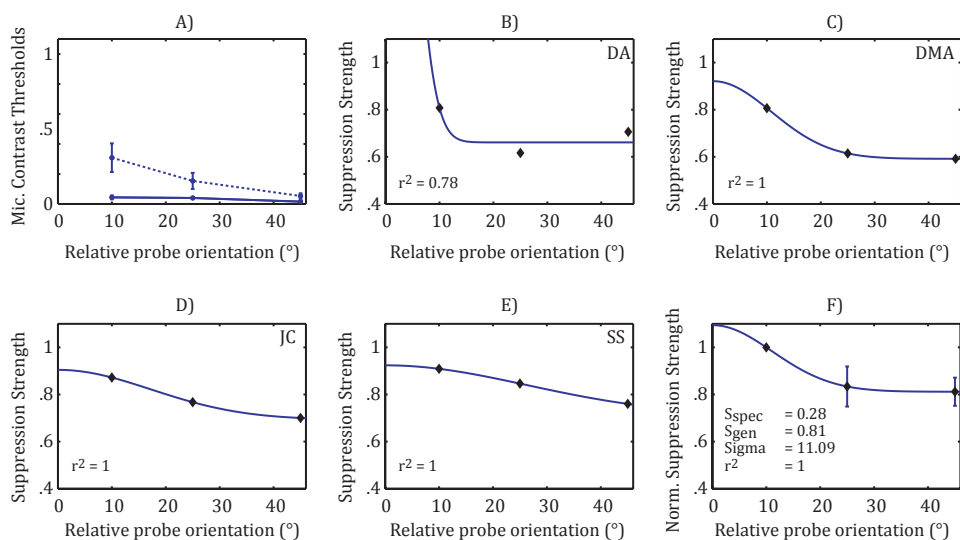 A)
Mic. Contrast Thresholds
1
.5
0
0 10 20 30 40
Relative probe orientation (°)
B)
DA
Suppression Strength
1
.8
.6
.4
r² = 0.78
0 10 20 30 40
Relative probe orientation (°)
C)
DMA
Suppression Strength
1
.8
.6
.4
r² = 1
0 10 20 30 40
Relative probe orientation (°)
D)
JC
Suppression Strength
1
.8
.6
.4
r² = 1
0 10 20 30 40
Relative probe orientation (°)
E)
SS
Suppression Strength
1
.8
.6
.4
r² = 1
0 10 20 30 40
Relative probe orientation (°)
F)
Norm. Suppression Strength
1
.8
.6
.4
Sspec = 0.28
Sgen = 0.81
Sigma = 11.09
r² = 1
0 10 20 30 40
Relative probe orientation (°)